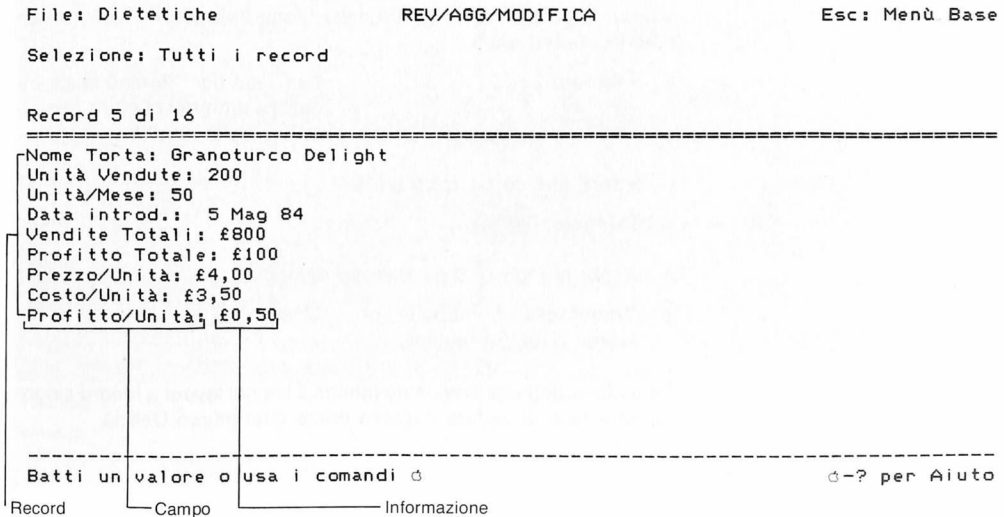 File: Dietetiche REV/AGG/MODIFICA Esc: Menù Base
Selezione: Tutti i record
Record 5 di 16
Nome Torta: Granoturco Delight
Unità Vendute: 200
Unità/Mese: 50
Data introd.: 5 Mag 84
Vendite Totali: £800
Profitto Totale: £100
Prezzo/Unità: £4,00
Costo/Unità: £3,50
Profitto/Unità: £0,50
Batti un valore o usa i comandi -? per Aiuto
Record Campo Informazione